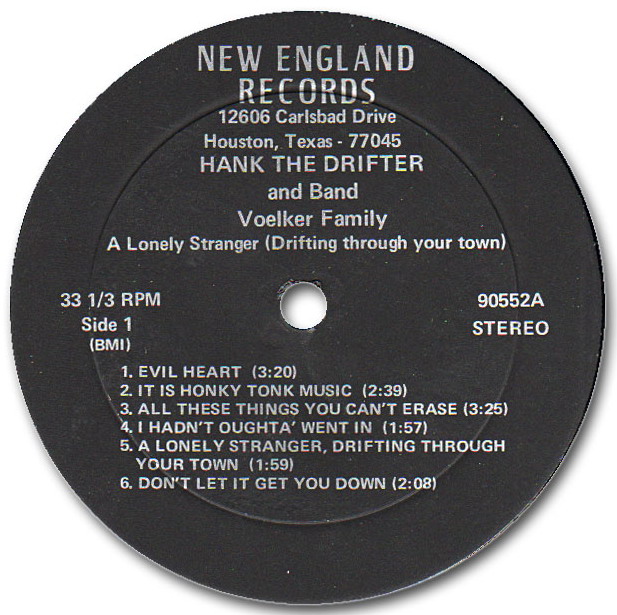 NEW ENGLAND
RECORDS
12606 Carlsbad Drive
Houston, Texas - 77045
HANK THE DRIFTER
and Band
Voelker Family
A Lonely Stranger (Drifting through your town)
33 1/3 RPM
Side 1
(BMI)
90552A
STEREO
1. EVIL HEART (3:20)
2. IT IS HONKY TONK MUSIC (2:39)
3. ALL THESE THINGS YOU CAN'T ERASE (3:25)
4. I HADN'T OUGHTA' WENT IN (1:57)
5. A LONELY STRANGER, DRIFTING THROUGH
YOUR TOWN (1:59)
6. DON'T LET IT GET YOU DOWN (2:08)